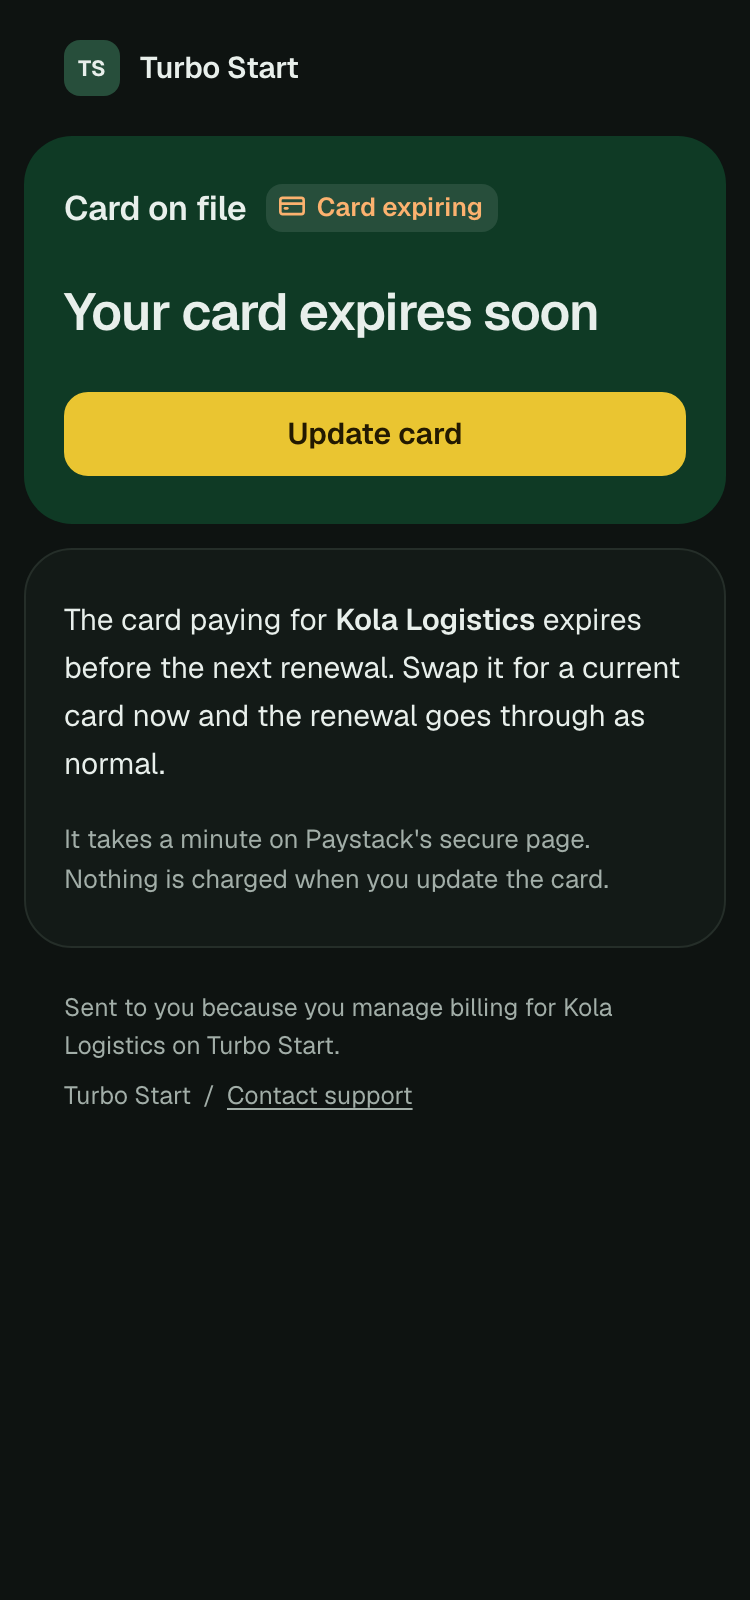 TS Turbo Start
Card on file Card expiring
Your card expires soon
Update card
The card paying for Kola Logistics expires
before the next renewal. Swap it for a current
card now and the renewal goes through as
normal.
It takes a minute on Paystack's secure page.
Nothing is charged when you update the card.
Sent to you because you manage billing for Kola
Logistics on Turbo Start.
Turbo Start / Contact support